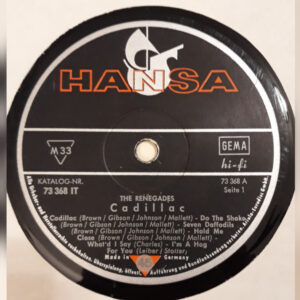 HANSA
M 33
GEMA
hi-fi
KATALOG-NR.
73 368 IT
73 368 A
Seite 1
THE RENEGADES
Cadillac
Cadillac (Brown / Gibson / Johnson / Mallett) - Do The Shake
(Brown / Gibson / Johnson / Mallett) - Seven Daffodils
(Brown / Gibson / Johnson / Mallett) - Hold Me
Close (Brown / Gibson / Johnson / Mallett) -
What'd I Say (Charles) - I'm A Hog
For You (Leiber / Stoller)
Made in Germany